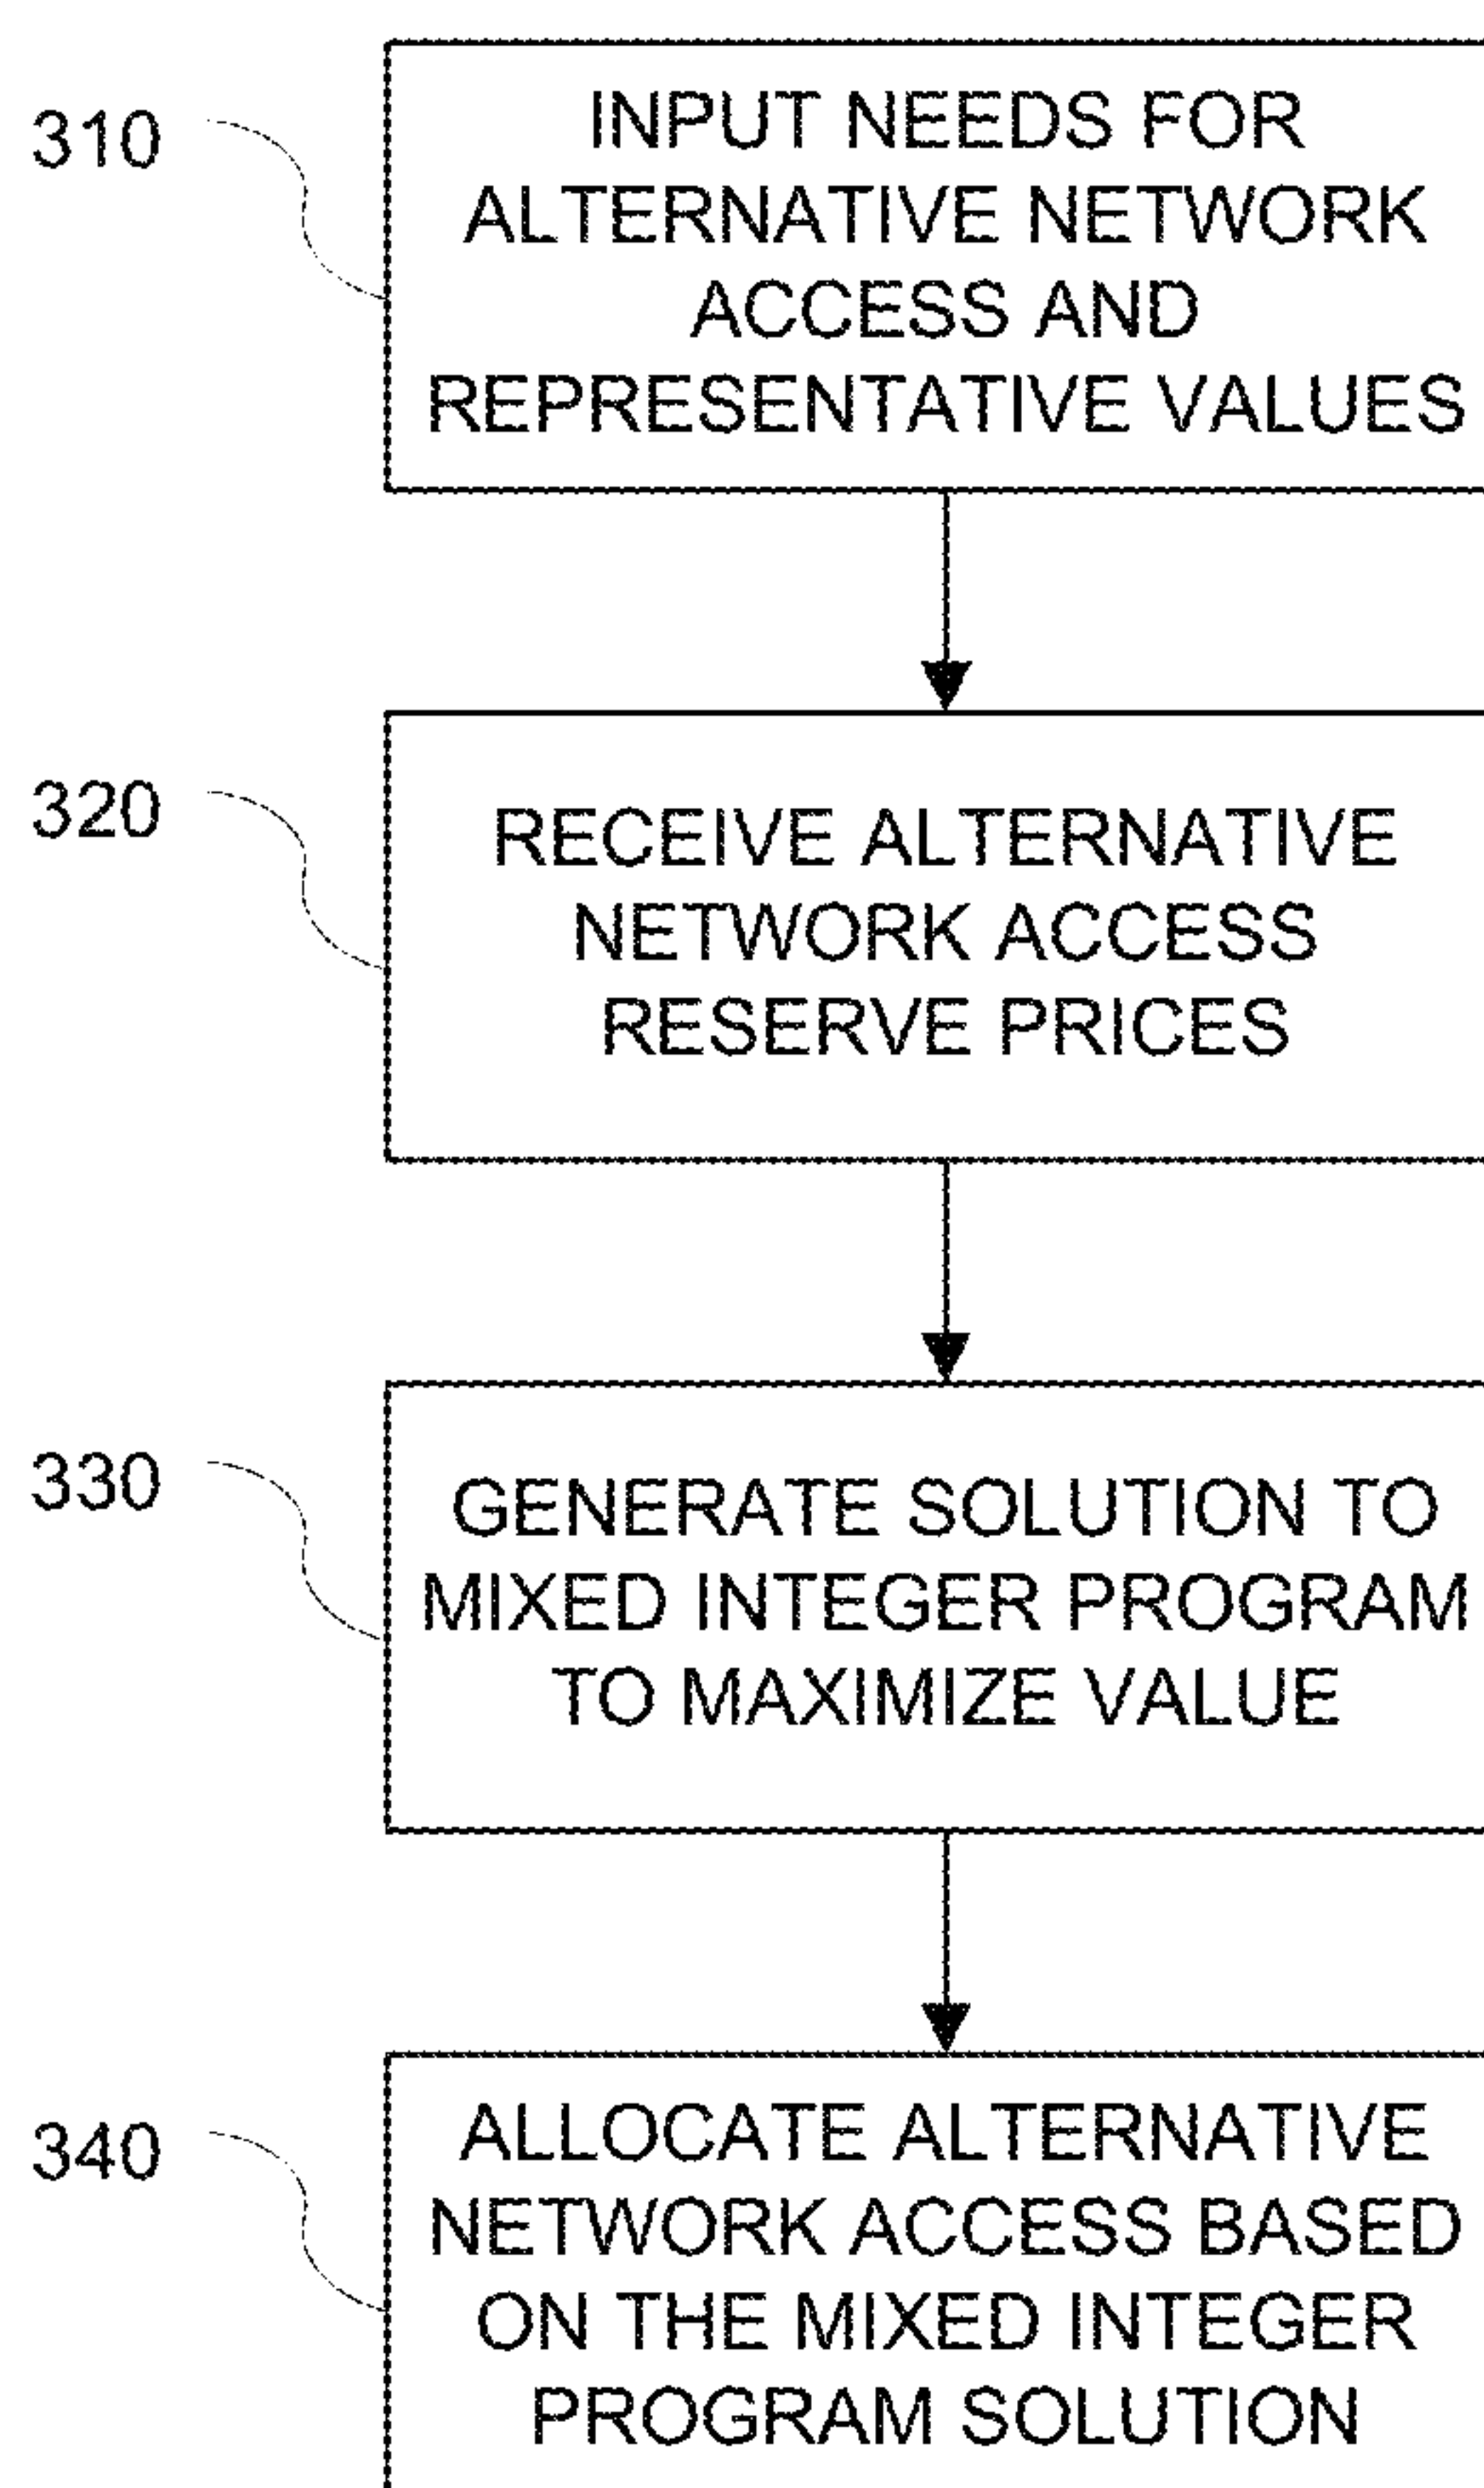 310
INPUT NEEDS FOR
ALTERNATIVE NETWORK
ACCESS AND
REPRESENTATIVE VALUES
320
RECEIVE ALTERNATIVE
NETWORK ACCESS
RESERVE PRICES
330
GENERATE SOLUTION TO
MIXED INTEGER PROGRAM
TO MAXIMIZE VALUE
340
ALLOCATE ALTERNATIVE
NETWORK ACCESS BASED
ON THE MIXED INTEGER
PROGRAM SOLUTION